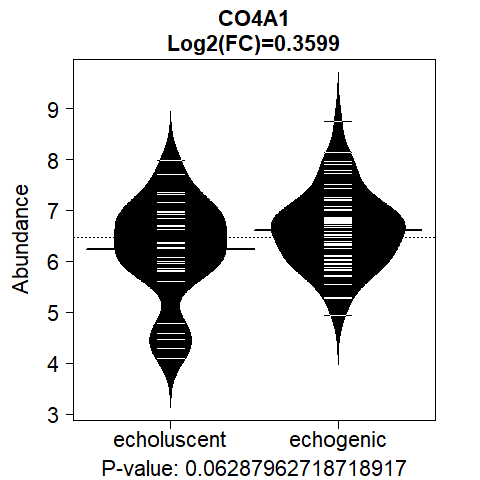 CO4A1
Log2(FC)=0.3599
Abundance
9
8
7
6
5
4
3
echoluscent echogenic
P-value: 0.06287962718718917